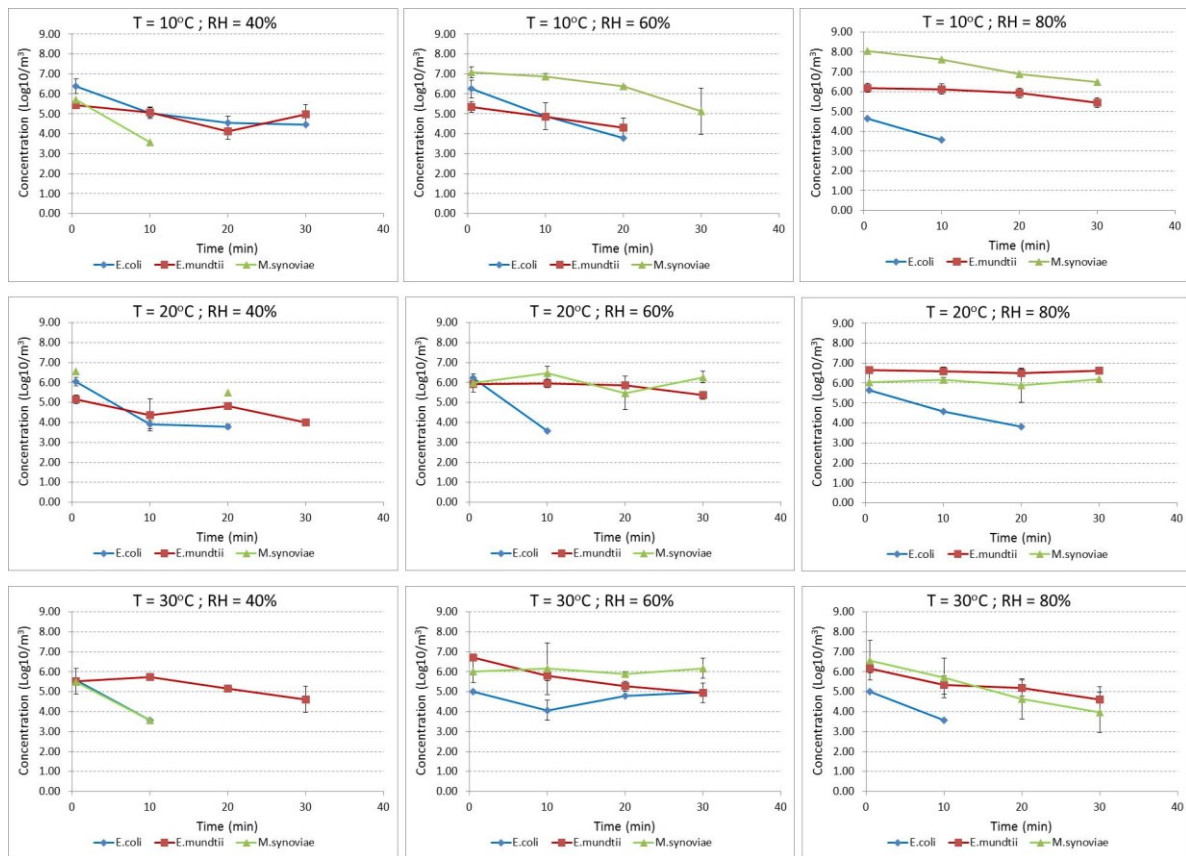 T = 10°C ; RH = 40%
Concentration (Log10/m³)
9.00
8.00
7.00
6.00
5.00
4.00
3.00
2.00
1.00
0.00
0 10 20 30 40
Time (min)
E.coli E.mundtii M.synoviae
T = 10°C ; RH = 60%
Concentration (Log10/m³)
9.00
8.00
7.00
6.00
5.00
4.00
3.00
2.00
1.00
0.00
0 10 20 30 40
Time (min)
E.coli E.mundtii M.synoviae
T = 10°C ; RH = 80%
Concentration (Log10/m³)
9.00
8.00
7.00
6.00
5.00
4.00
3.00
2.00
1.00
0.00
0 10 20 30 40
Time (min)
E.coli E.mundtii M.synoviae
T = 20°C ; RH = 40%
Concentration (Log10/m³)
9.00
8.00
7.00
6.00
5.00
4.00
3.00
2.00
1.00
0.00
0 10 20 30 40
Time (min)
E.coli E.mundtii M.synoviae
T = 20°C ; RH = 60%
Concentration (Log10/m³)
9.00
8.00
7.00
6.00
5.00
4.00
3.00
2.00
1.00
0.00
0 10 20 30 40
Time (min)
E.coli E.mundtii M.synoviae
T = 20°C ; RH = 80%
Concentration (Log10/m³)
9.00
8.00
7.00
6.00
5.00
4.00
3.00
2.00
1.00
0.00
0 10 20 30 40
Time (min)
E.coli E.mundtii M.synoviae
T = 30°C ; RH = 40%
Concentration (Log10/m³)
9.00
8.00
7.00
6.00
5.00
4.00
3.00
2.00
1.00
0.00
0 10 20 30 40
Time (min)
E.coli E.mundtii M.synoviae
T = 30°C ; RH = 60%
Concentration (Log10/m³)
9.00
8.00
7.00
6.00
5.00
4.00
3.00
2.00
1.00
0.00
0 10 20 30 40
Time (min)
E.coli E.mundtii M.synoviae
T = 30°C ; RH = 80%
Concentration (Log10/m³)
9.00
8.00
7.00
6.00
5.00
4.00
3.00
2.00
1.00
0.00
0 10 20 30 40
Time (min)
E.coli E.mundtii M.synoviae